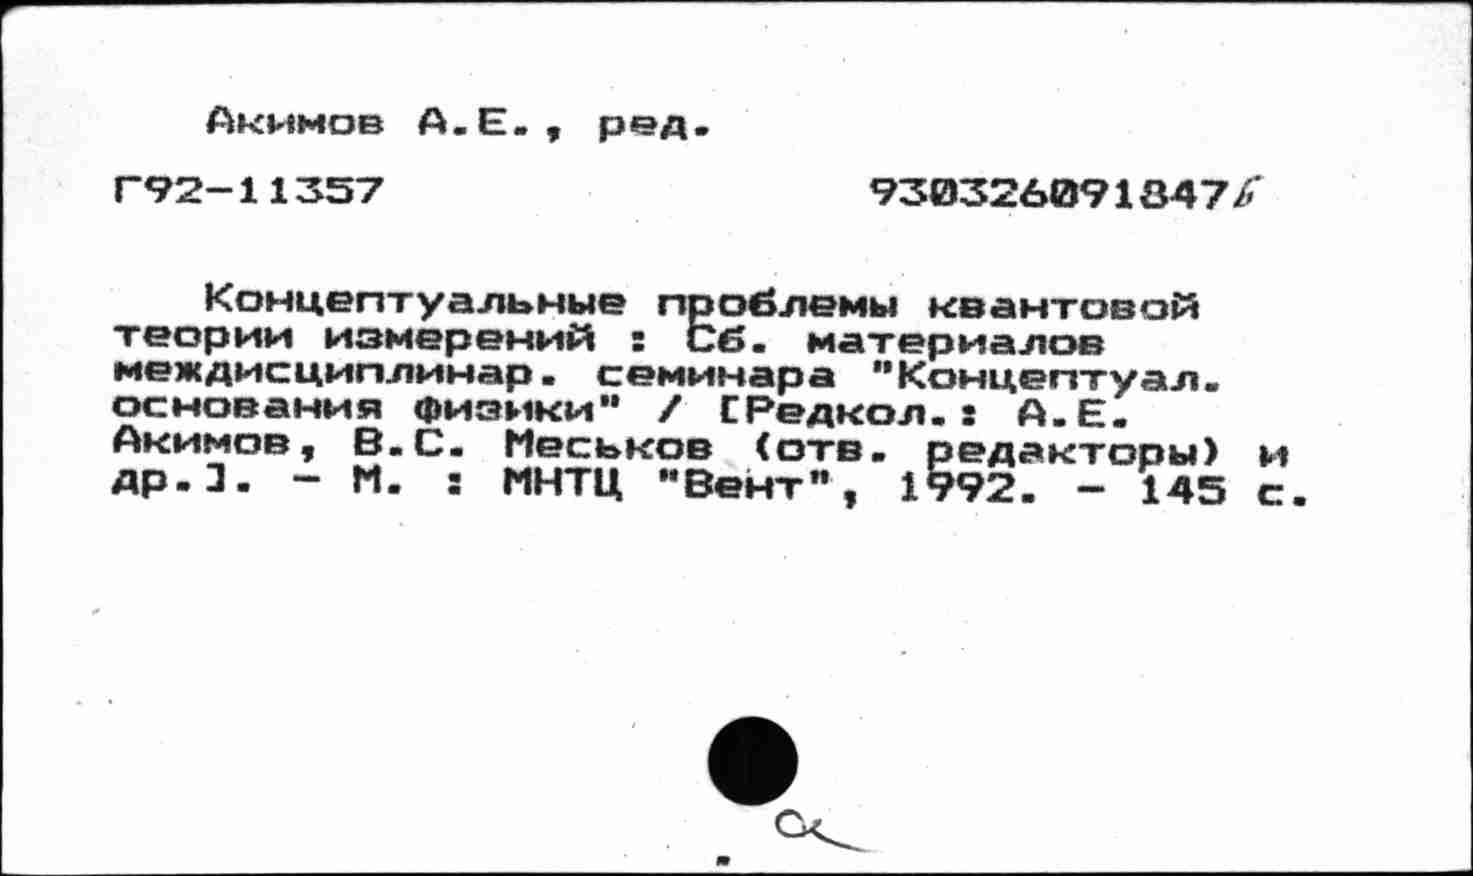 Акимов А.Е., ред.
Г92-11357 9303260918476
Концептуальные проблемы квантовой
теории измерений : Сб. материалов
междисциплинар. семинара "Концептуал.
основания физики" / [Редкол.: А.Е.
Акимов, В.С. Меськов (отв. редакторы) и
др.]. - М. : МНТЦ "Вент", 1992. - 145 с.